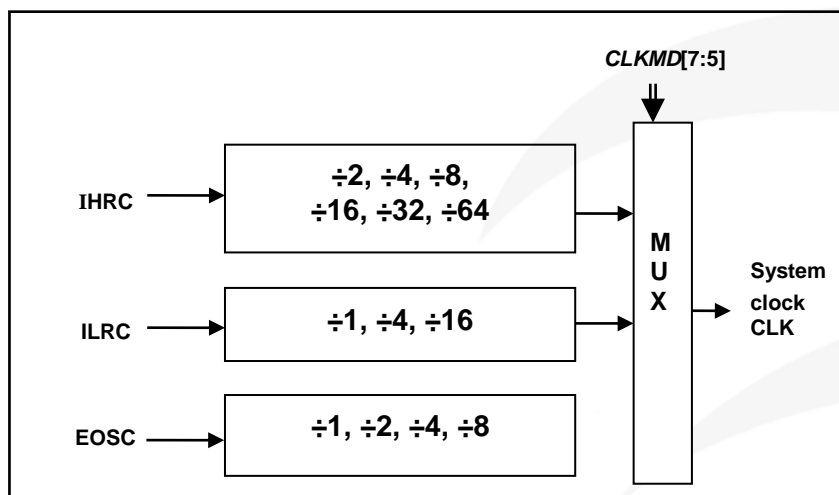 CLKMD[7:5]
IHRC
÷2, ÷4, ÷8,
÷16, ÷32, ÷64
ILRC
÷1, ÷4, ÷16
EOSC
÷1, ÷2, ÷4, ÷8
M
U
X
System
clock
CLK